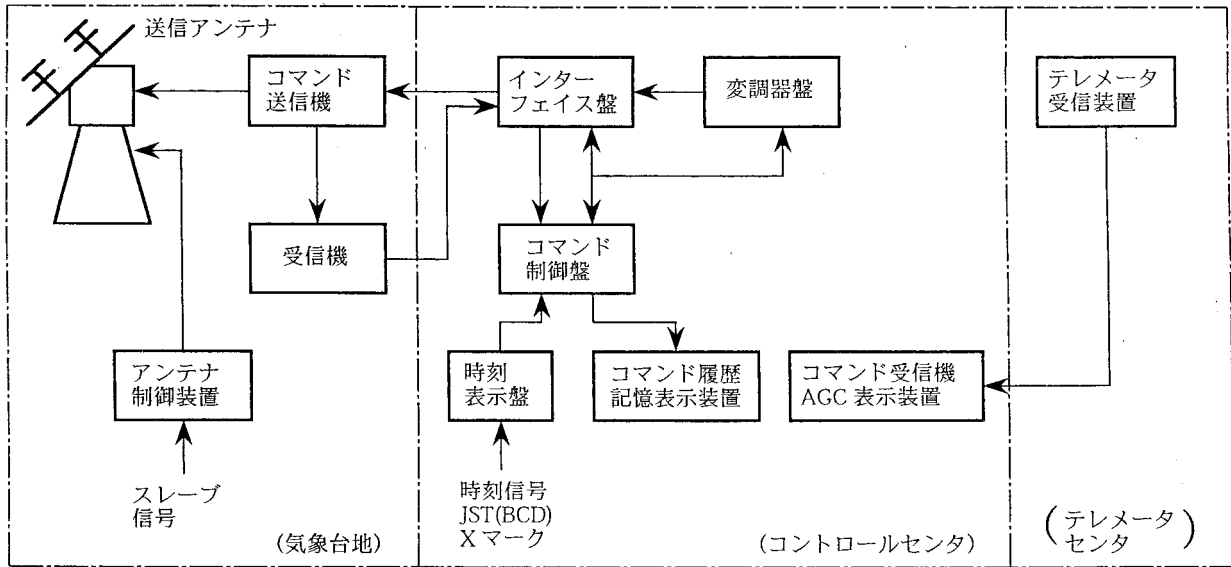 送信アンテナ
コマンド
送信機
インター
フェイス盤
変調器盤
テレメータ
受信装置
受信機
コマンド
制御盤
アンテナ
制御装置
時刻
表示盤
コマンド履歴
記憶表示装置
コマンド受信機
AGC 表示装置
スレーブ
信号
時刻信号
JST(BCD)
X マーク
(気象台地)
(コントロールセンタ)
(テレメータ
センタ)